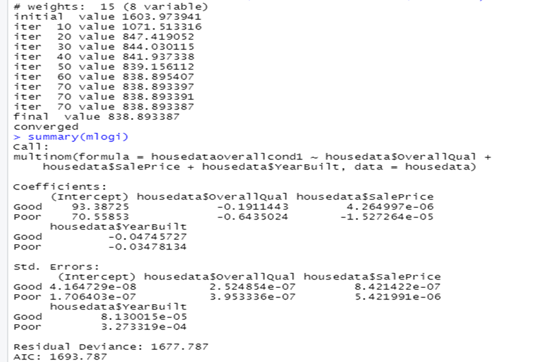 # weights:  15 (8 variable)
initial  value 1603.973941
iter  10 value 1071.513316
iter  20 value 847.419052
iter  30 value 844.030115
iter  40 value 841.937338
iter  50 value 839.156112
iter  60 value 838.895407
iter  70 value 838.893397
iter  70 value 838.893391
iter  70 value 838.893387
final  value 838.893387
converged
> summary(mlogi)
Call:
multinom(formula = housedataoverallcond1 ~ housedata$OverallQual +
    housedata$SalePrice + housedata$YearBuilt, data = housedata)
Coefficients:
     (Intercept) housedata$OverallQual housedata$SalePrice
Good    93.38725            -0.1911443        4.264997e-06
Poor    70.55853            -0.6435024       -1.527264e-05
     housedata$YearBuilt
Good         -0.04745727
Poor         -0.03478134
Std. Errors:
      (Intercept) housedata$OverallQual housedata$SalePrice
Good 4.164729e-08          2.524854e-07        8.421422e-07
Poor 1.706403e-07          3.953336e-07        5.421991e-06
     housedata$YearBuilt
Good        8.130015e-05
Poor        3.273319e-04
Residual Deviance: 1677.787
AIC: 1693.787